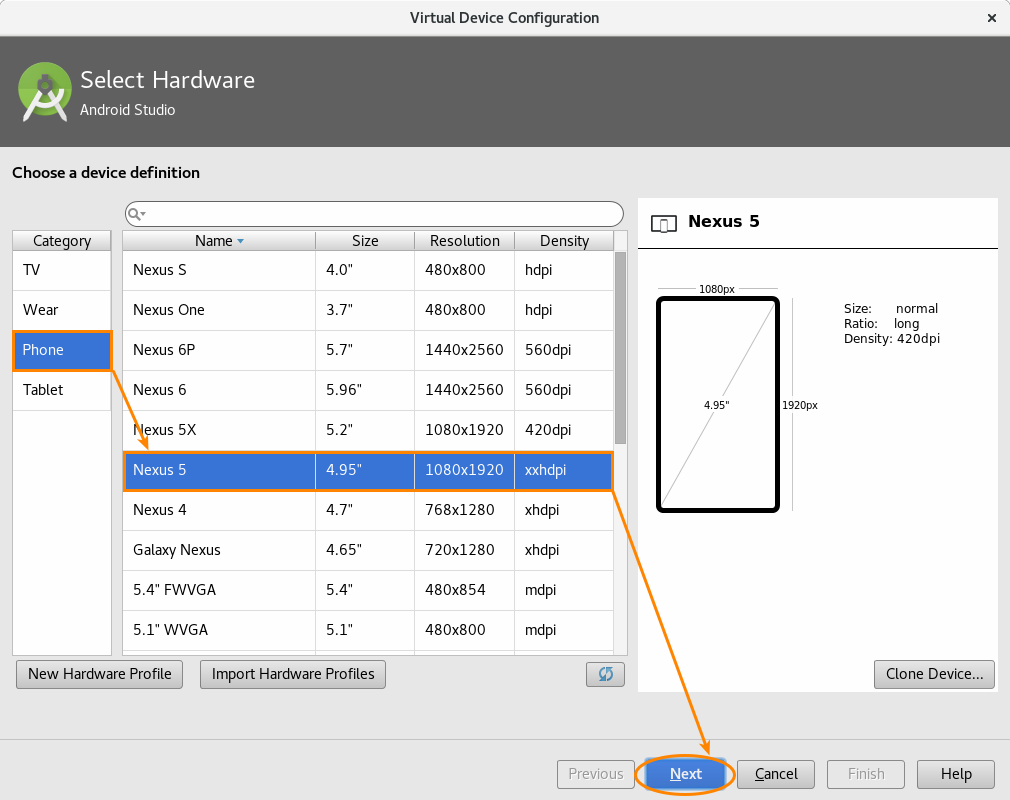 Virtual Device Configuration ×
Select Hardware
Android Studio
Choose a device definition
Category
TV
Wear
Phone
Tablet
Name Size Resolution Density
Nexus S 4.0" 480x800 hdpi
Nexus One 3.7" 480x800 hdpi
Nexus 6P 5.7" 1440x2560 560dpi
Nexus 6 5.96" 1440x2560 560dpi
Nexus 5X 5.2" 1080x1920 420dpi
Nexus 5 4.95" 1080x1920 xxhdpi
Nexus 4 4.7" 768x1280 xhdpi
Galaxy Nexus 4.65" 720x1280 xhdpi
5.4" FWVGA 5.4" 480x854 mdpi
5.1" WVGA 5.1" 480x800 mdpi
New Hardware Profile Import Hardware Profiles
Nexus 5
1080px
4.95"
1920px
Size: normal
Ratio: long
Density: 420dpi
Clone Device...
Previous Next Cancel Finish Help